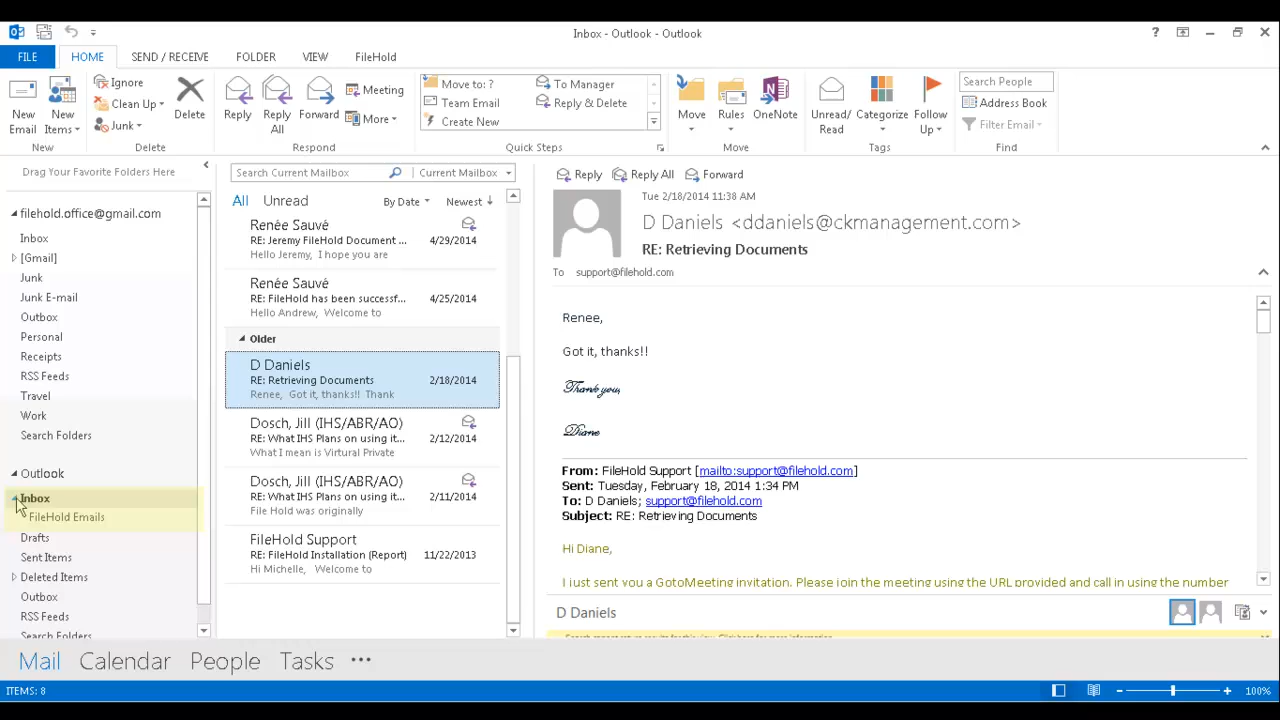 Inbox - Outlook - Outlook
?
FILE
HOME
SEND / RECEIVE
FOLDER
VIEW
FileHold
New Email
New Items
New
Ignore
Clean Up
Junk
Delete
Delete
Reply
Reply All
Forward
Meeting
More
Respond
Move to: ?
Team Email
Create New
To Manager
Reply & Delete
Quick Steps
Move
Rules
OneNote
Move
Unread/ Read
Categorize
Follow Up
Tags
Search People
Address Book
Filter Email
Find
Drag Your Favorite Folders Here
filehold.office@gmail.com
Inbox
[Gmail]
Junk
Junk E-mail
Outbox
Personal
Receipts
RSS Feeds
Travel
Work
Search Folders
Outlook
Inbox
FileHold Emails
Drafts
Sent Items
Deleted Items
Outbox
RSS Feeds
Search Folders
Search Current Mailbox
Current Mailbox
All Unread
By Date
Newest
Renée Sauvé
RE: Jeremy FileHold Document ... 4/29/2014
Hello Jeremy, I hope you are
Renée Sauvé
RE: FileHold has been successf... 4/25/2014
Hello Andrew, Welcome to
Older
D Daniels
RE: Retrieving Documents 2/18/2014
Renee, Got it, thanks!! Thank
Dosch, Jill (IHS/ABR/AO)
RE: What IHS Plans on using it... 2/12/2014
What I mean is Virtural Private
Dosch, Jill (IHS/ABR/AO)
RE: What IHS Plans on using it... 2/11/2014
File Hold was originally
FileHold Support
RE: FileHold Installation (Report) 11/22/2013
Hi Michelle, Welcome to
Reply
Reply All
Forward
Tue 2/18/2014 11:38 AM
D Daniels <ddaniels@ckmanagement.com>
RE: Retrieving Documents
To support@filehold.com
Renee,
Got it, thanks!!
Thank you,
Diane
From: FileHold Support [mailto:support@filehold.com]
Sent: Tuesday, February 18, 2014 1:34 PM
To: D Daniels; support@filehold.com
Subject: RE: Retrieving Documents
Hi Diane,
I just sent you a GotoMeeting invitation. Please join the meeting using the URL provided and call in using the number
D Daniels
Mail Calendar People Tasks ...
ITEMS: 8
100%